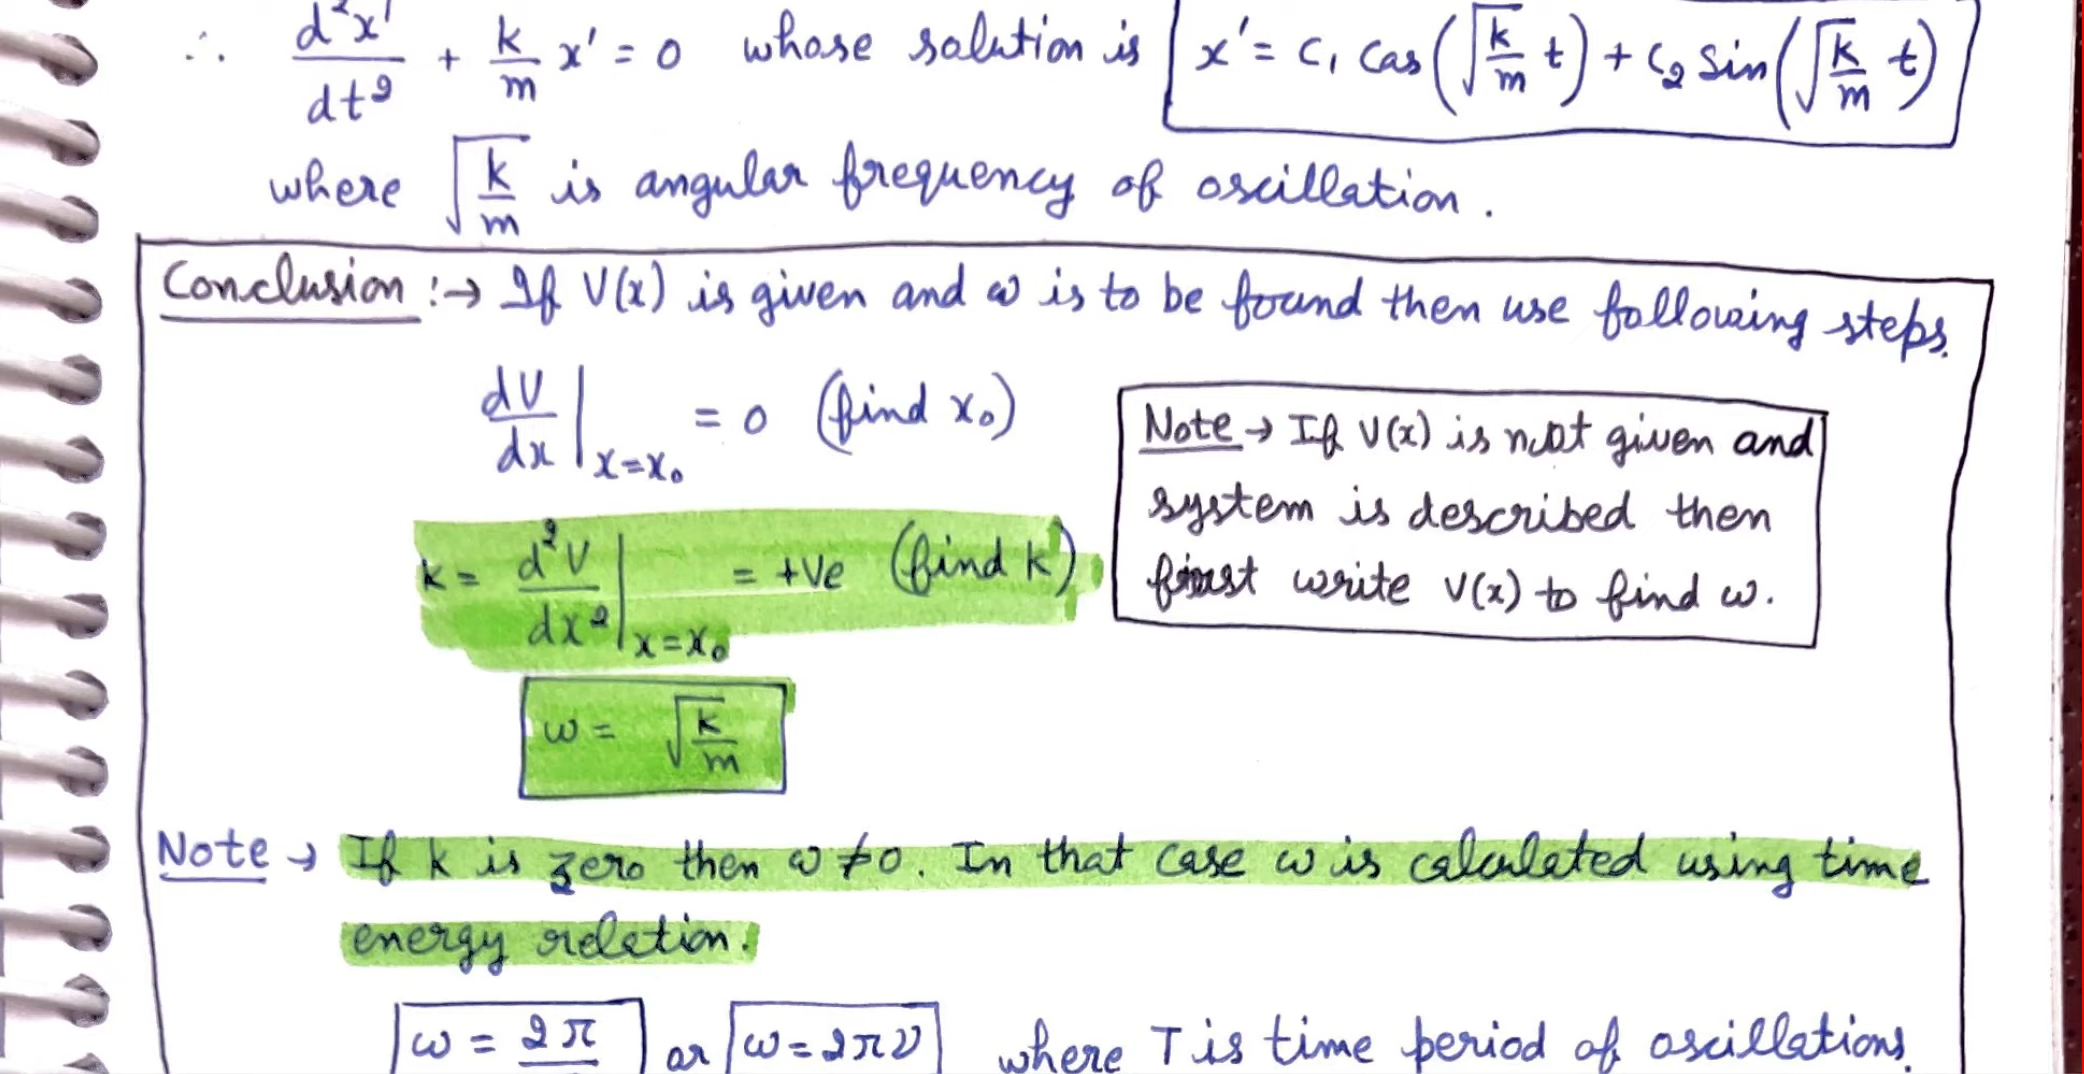 ∴ d²x'/dt² + k/m x' = 0 whose solution is x' = C₁ Cos(√(k/m) t) + C₂ Sin(√(k/m) t)
where √(k/m) is angular frequency of oscillation.
Conclusion :→ If V(x) is given and ω is to be found then use following steps.
dV/dx |ₓ₌ₓ₀ = 0 (find x₀)
k = d²V/dx² |ₓ₌ₓ₀ = +Ve (find k)
ω = √(k/m)
Note → If V(x) is not given and
system is described then
first write V(x) to find ω.
Note → If k is zero then ω ≠ 0. In that case ω is calculated using time
energy relation.
ω = 2π or ω = 2πν where T is time period of oscillations.